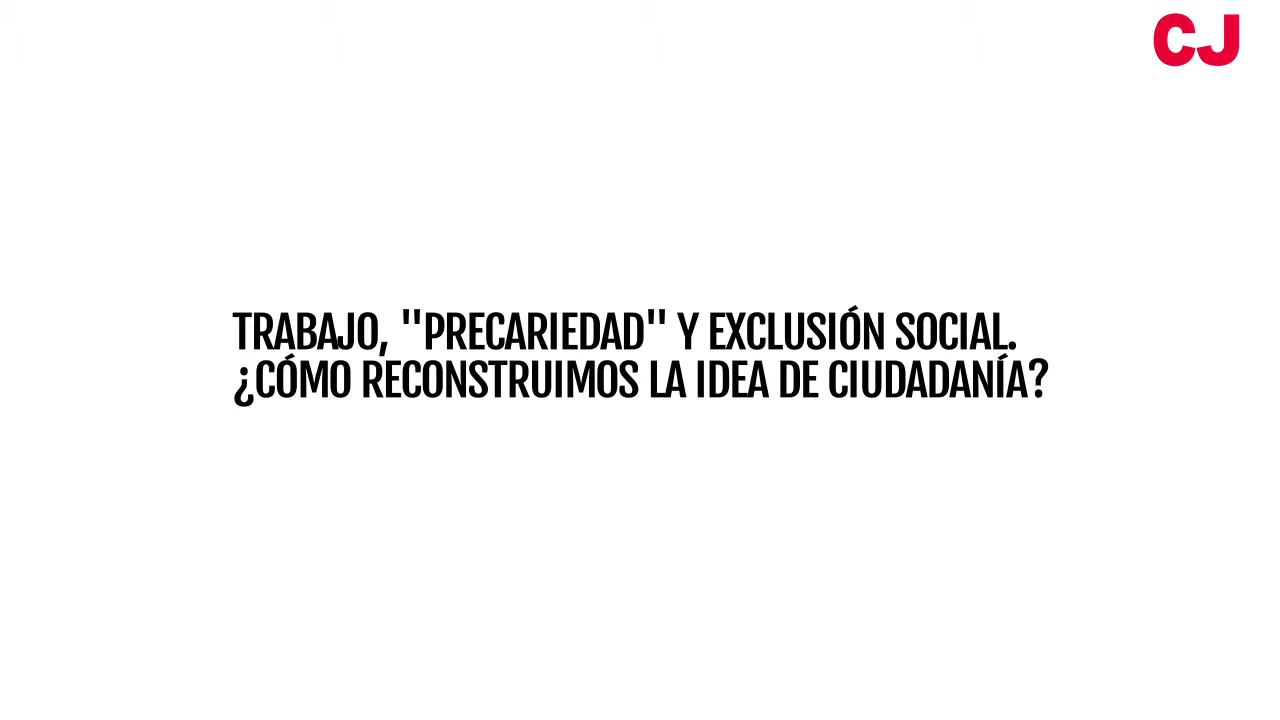 CJ
TRABAJO, "PRECARIEDAD" Y EXCLUSIÓN SOCIAL.
¿CÓMO RECONSTRUIMOS LA IDEA DE CIUDADANÍA?